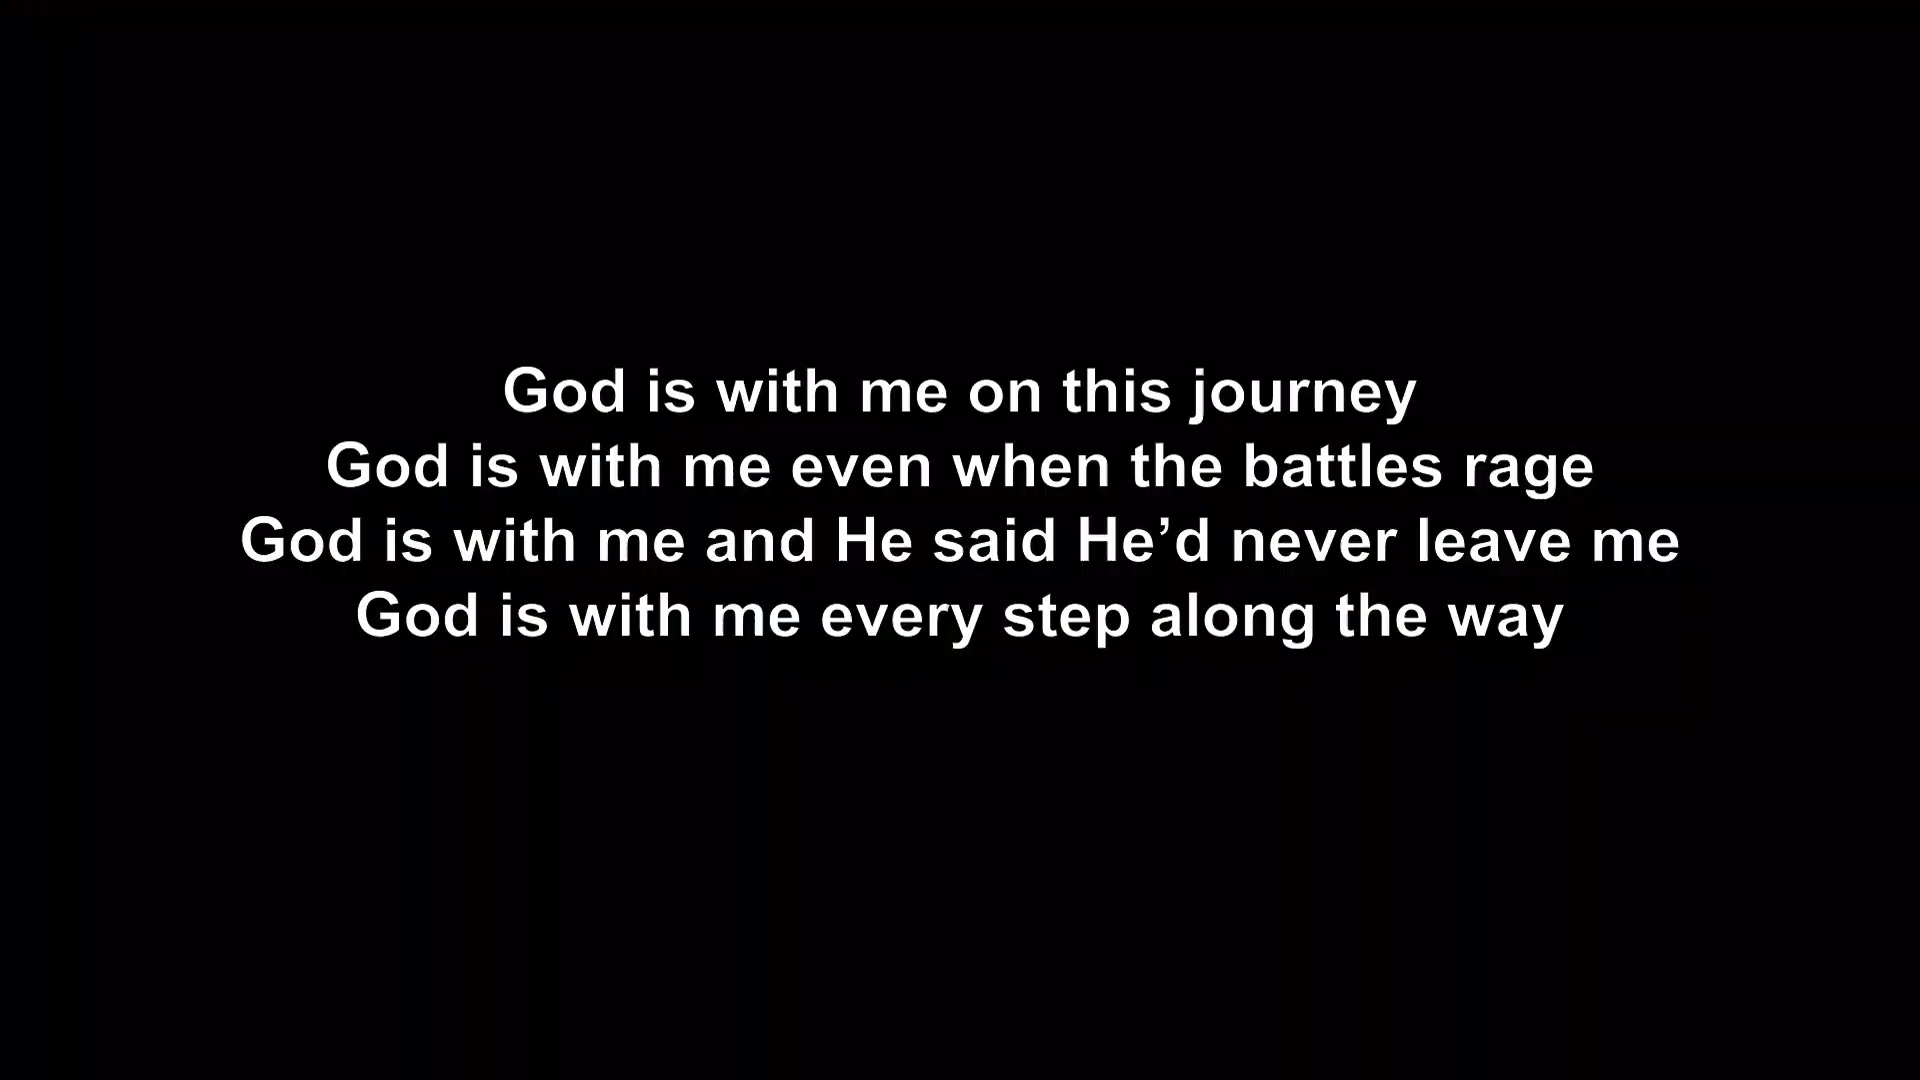 God is with me on this journey
God is with me even when the battles rage
God is with me and He said He’d never leave me
God is with me every step along the way